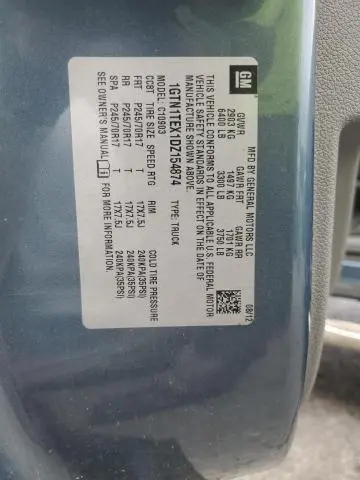 GM
MFD BY GENERAL MOTORS LLC 08/12
GVWR GAWR FRT GAWR RR
2903 KG 1497 KG 1701 KG
6400 LB 3300 LB 3750 LB
THIS VEHICLE CONFORMS TO ALL APPLICABLE U.S. FEDERAL MOTOR
VEHICLE SAFETY STANDARDS IN EFFECT ON THE DATE OF
MANUFACTURE SHOWN ABOVE.
1GTN1TEX1DZ154874 TYPE: TRUCK
MODEL: C10903
CC8T TIRE SIZE SPEED RTG RIM COLD TIRE PRESSURE
FRT P245/70R17 T 17X7.5J 240KPA(35PSI)
RR P245/70R17 T 17X7.5J 240KPA(35PSI)
SPA P245/70R17 T 17X7.5J 240KPA(35PSI)
SEE OWNER'S MANUAL FOR MORE INFORMATION